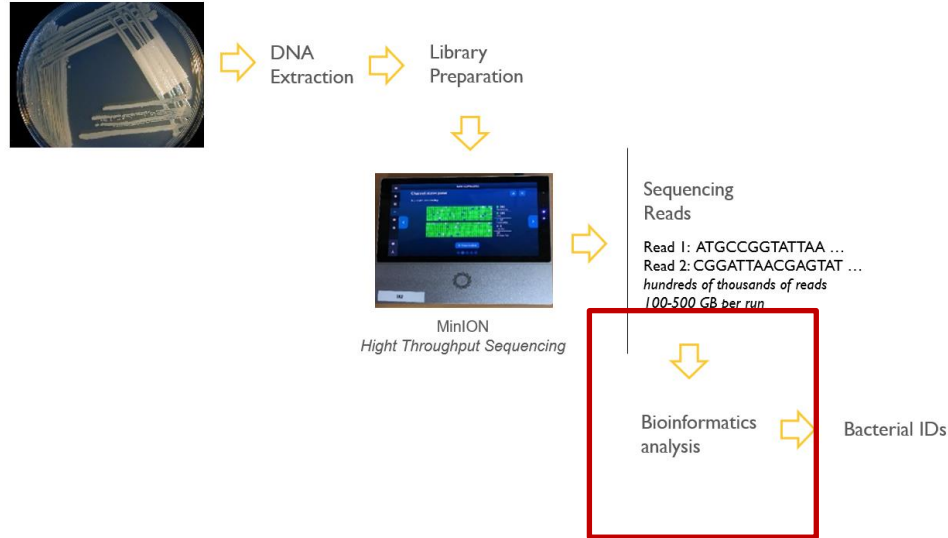 DNA
Extraction
Library
Preparation
MinION
Hight Throughput Sequencing
Sequencing
Reads
Read 1: ATGCCGGTATTAA ...
Read 2: CGGATTAACGAGTAT ...
hundreds of thousands of reads
100-500 GB per run
Bioinformatics
analysis
Bacterial IDs